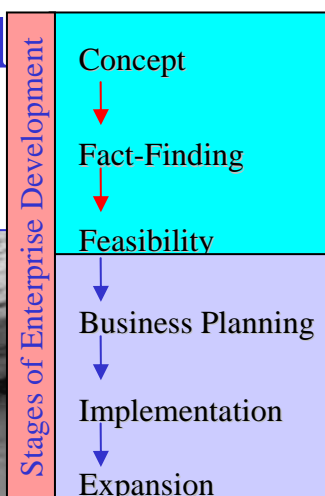 Stages of Enterprise Development
Concept
Fact-Finding
Feasibility
Business Planning
Implementation
Expansion